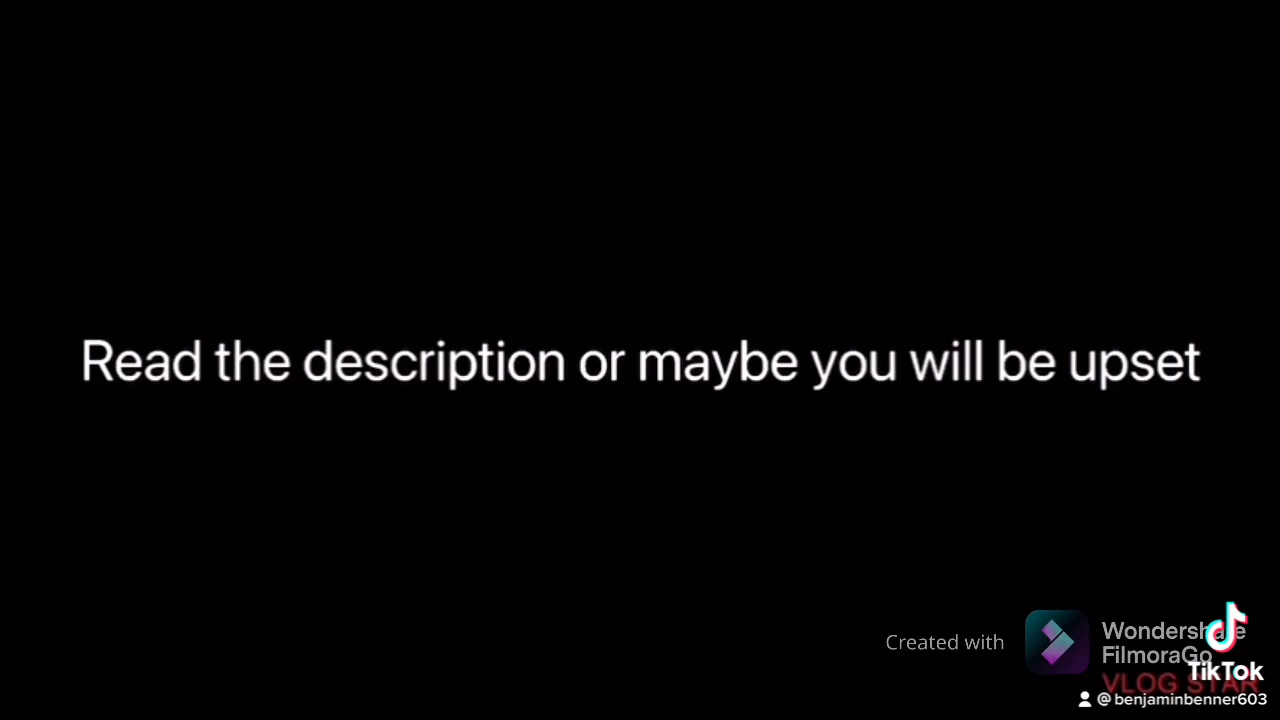 Read the description or maybe you will be upset
Created with
Wondershare
FilmoraGo
TikTok
VLOG STAR
@benjaminbenner603